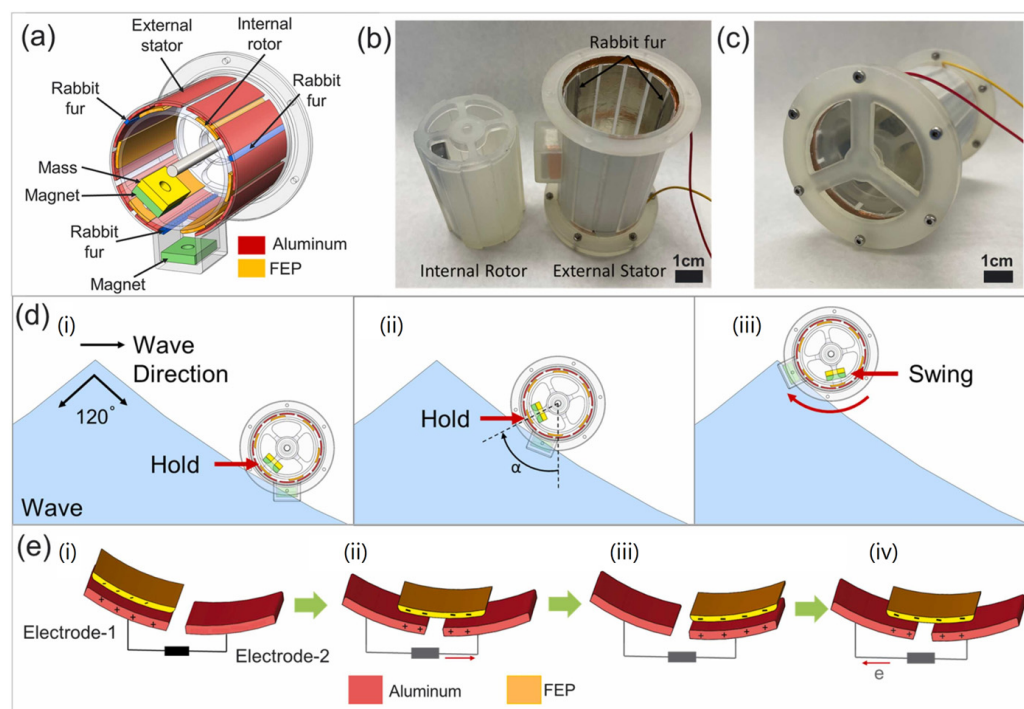 (a)
External
stator
Internal
rotor
Rabbit
fur
Rabbit
fur
Mass
Magnet
Rabbit
fur
Magnet
Aluminum
FEP
(b)
Rabbit fur
Internal Rotor
External Stator
1cm
(c)
1cm
(d)
(i)
Wave
Direction
120°
Hold
Wave
(ii)
Hold
α
(iii)
Swing
(e)
(i)
Electrode-1
Electrode-2
(ii)
(iii)
(iv)
e
+ + + +
- - - -
+ +
- - - -
+ + + +
- - - -
+ +
- - - -
Aluminum
FEP